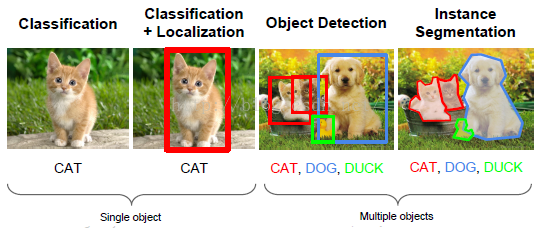 Classification
Classification
+ Localization
Object Detection
Instance
Segmentation
CAT
CAT
CAT, DOG, DUCK
CAT, DOG, DUCK
Single object
Multiple objects